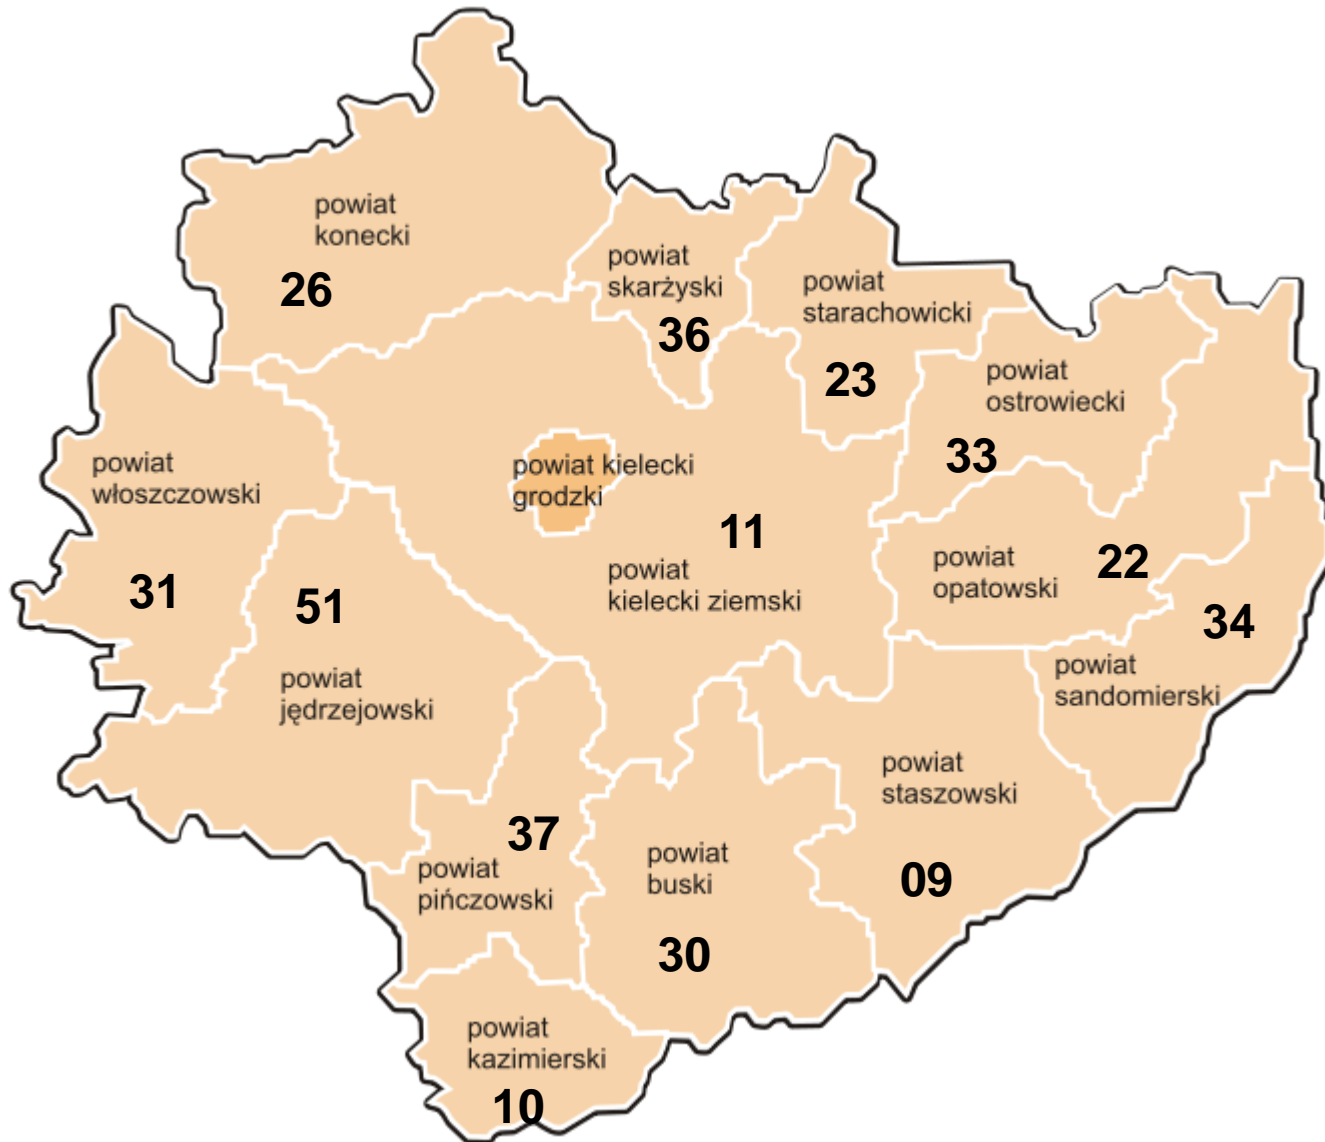 powiat
konecki
26
powiat
skarżyski
36
powiat
starachowicki
23
powiat
ostrowiecki
33
powiat
włoszczowski
31
powiat kielecki
grodzki
11
powiat
kielecki ziemski
powiat
opatowski
22
34
powiat
sandomierski
51
powiat
jędrzejowski
powiat
staszowski
09
37
powiat
pińczowski
powiat
buski
30
powiat
kazimierski
10